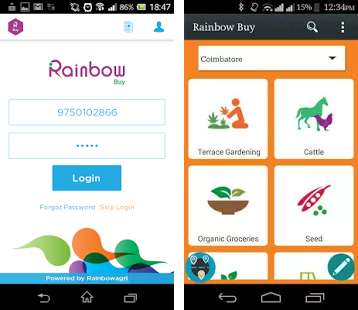 86% 18:47
Buy
Rainbow
Buy
9750102866
Login
Forgot Password Skip Login
Powered by Rainbowagri
15% 12:34PM
Rainbow Buy
Coimbatore
Terrace Gardening
Cattle
Organic Groceries
Seed